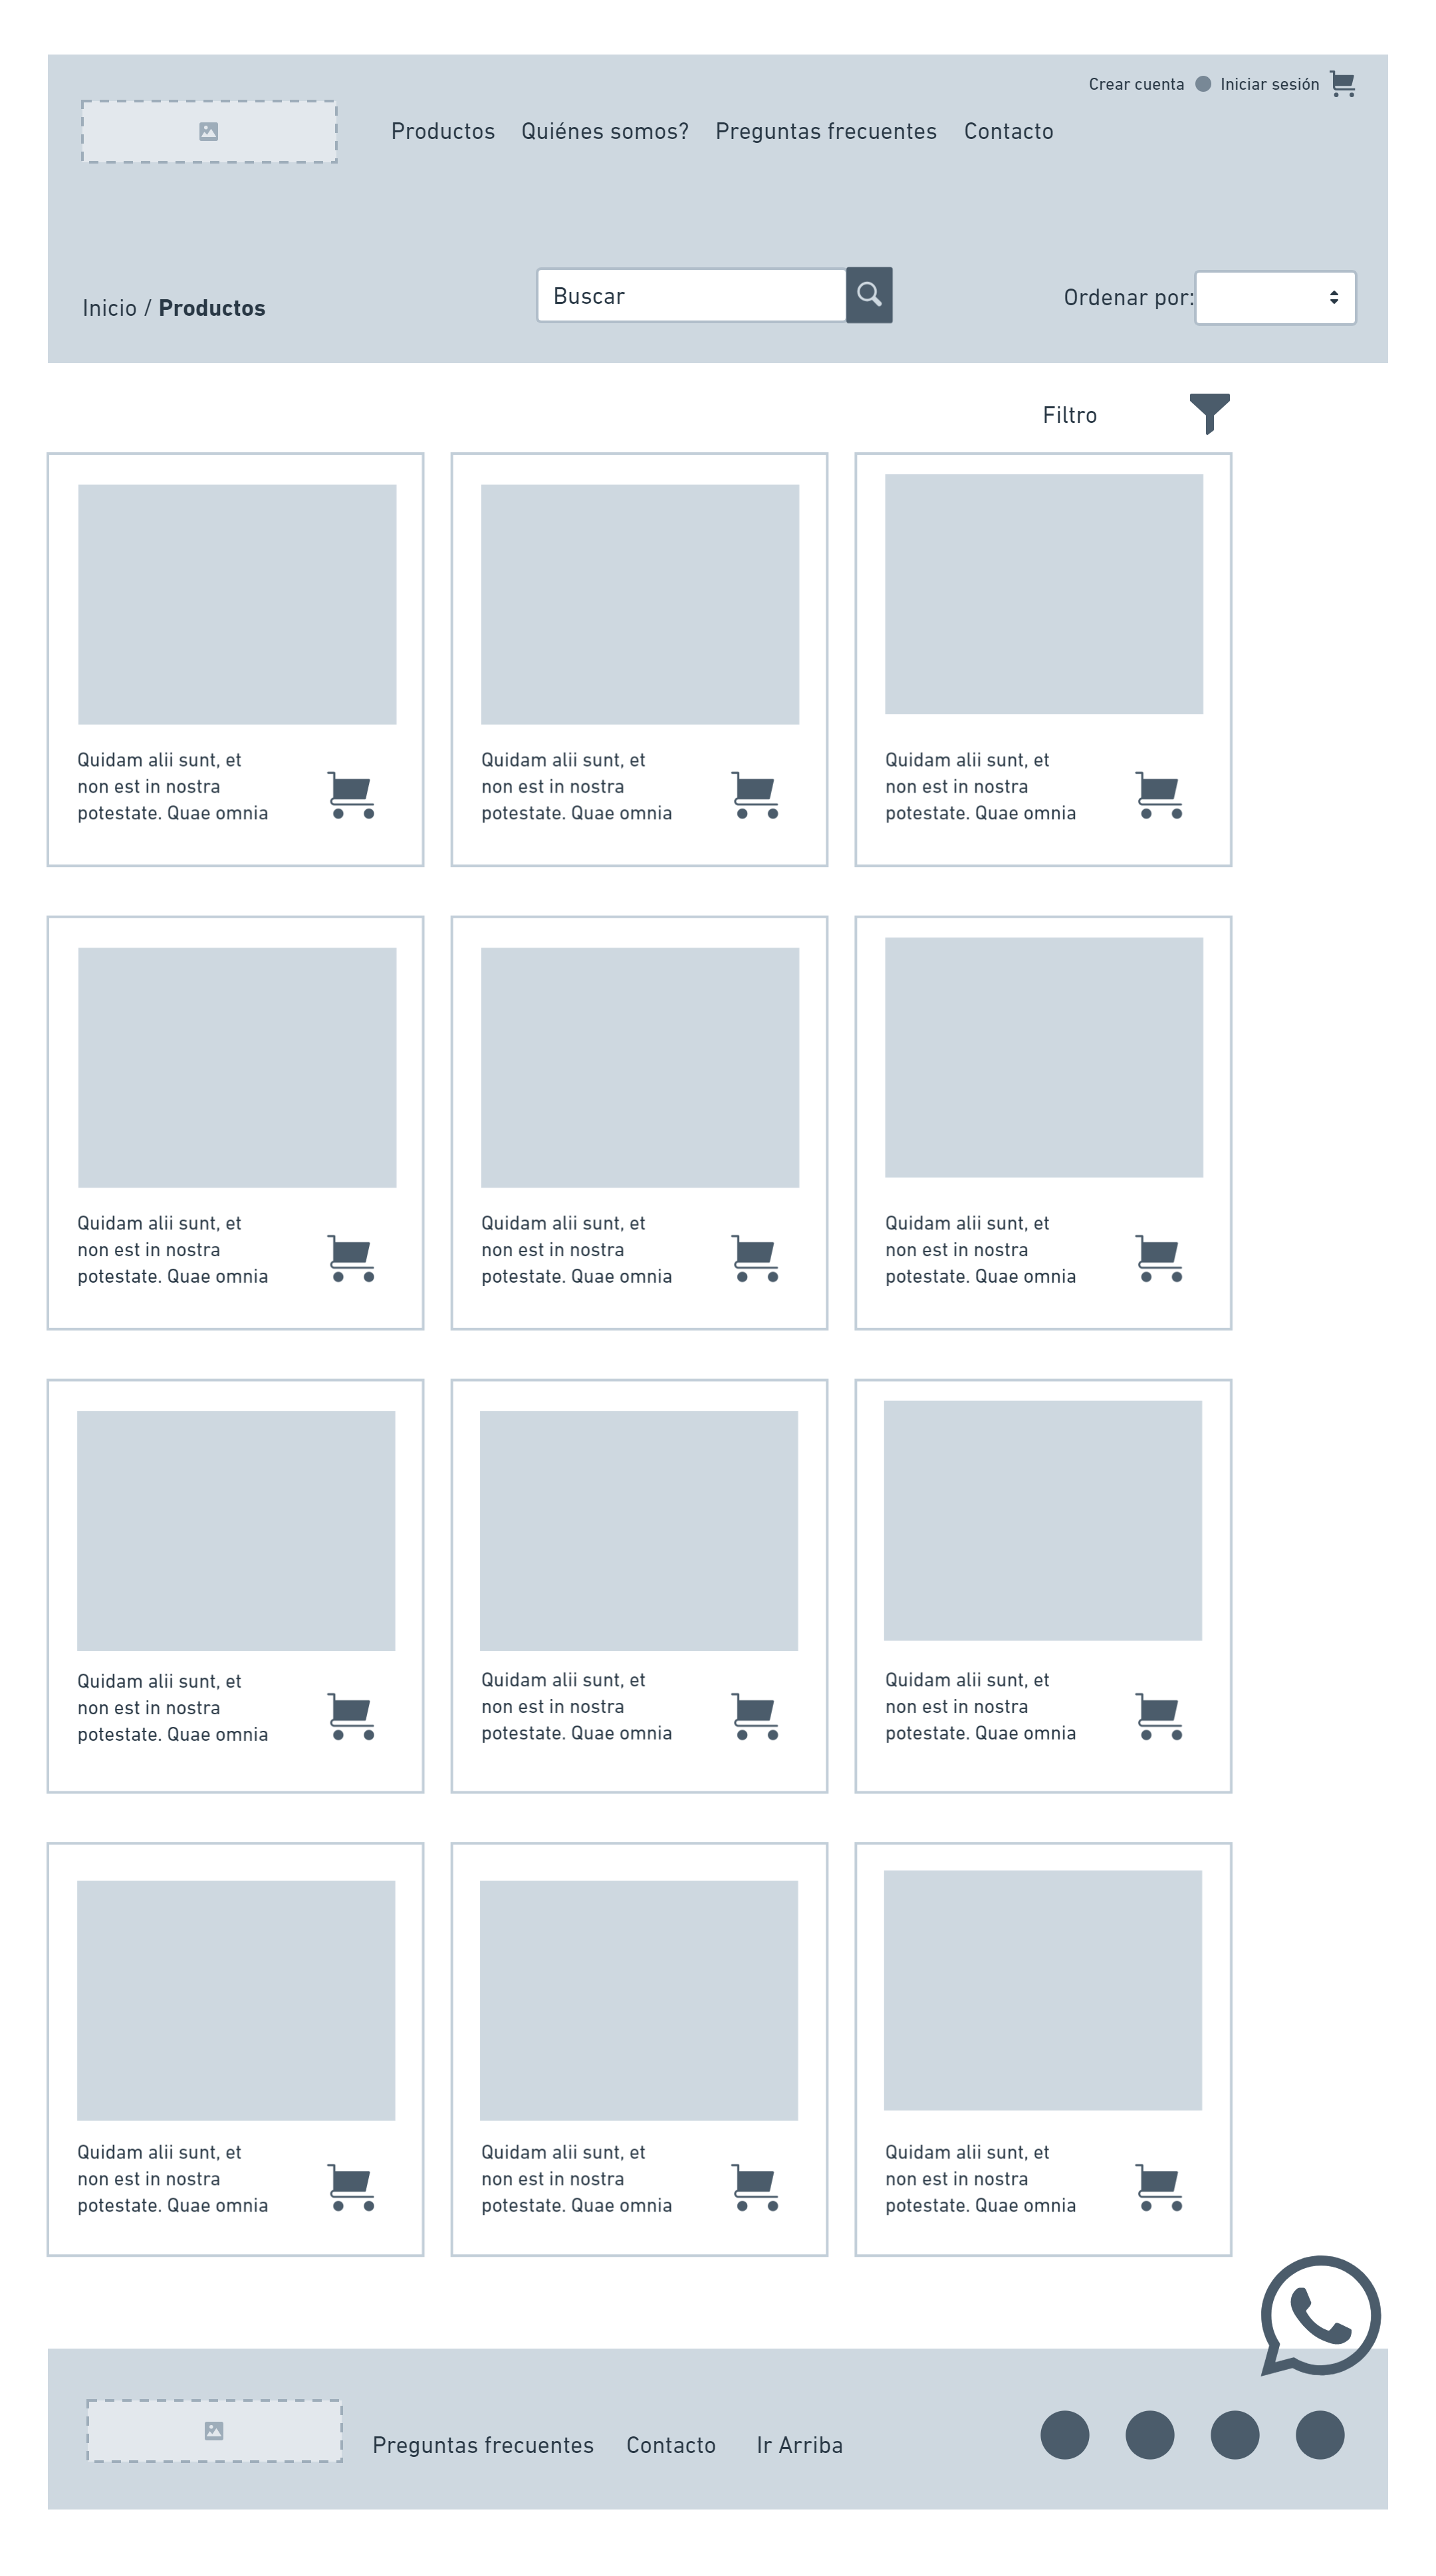 Crear cuenta Iniciar sesión
Productos Quiénes somos? Preguntas frecuentes Contacto
Inicio / Productos
Buscar
Ordenar por:
Filtro
Quidam alii sunt, et
non est in nostra
potestate. Quae omnia
Quidam alii sunt, et
non est in nostra
potestate. Quae omnia
Quidam alii sunt, et
non est in nostra
potestate. Quae omnia
Quidam alii sunt, et
non est in nostra
potestate. Quae omnia
Quidam alii sunt, et
non est in nostra
potestate. Quae omnia
Quidam alii sunt, et
non est in nostra
potestate. Quae omnia
Quidam alii sunt, et
non est in nostra
potestate. Quae omnia
Quidam alii sunt, et
non est in nostra
potestate. Quae omnia
Quidam alii sunt, et
non est in nostra
potestate. Quae omnia
Quidam alii sunt, et
non est in nostra
potestate. Quae omnia
Quidam alii sunt, et
non est in nostra
potestate. Quae omnia
Quidam alii sunt, et
non est in nostra
potestate. Quae omnia
Preguntas frecuentes Contacto Ir Arriba